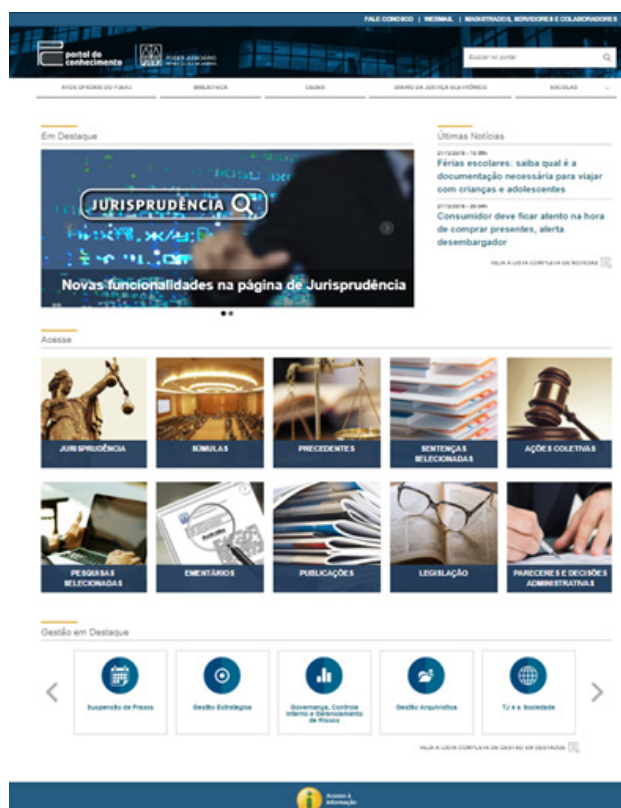 FALE CONOSCO | WEBMAIL | MAGISTRADOS, SERVIDORES E COLABORADORES
portal do
conhecimento
PODER JUDICIÁRIO
Buscar no portal
ATOS OFICIAIS DO PJERJ
BIBLIOTECA
CEDES
DIÁRIO DA JUSTIÇA ELETRÔNICO
ESCOLAS
Em Destaque
JURISPRUDÊNCIA
Novas funcionalidades na página de Jurisprudência
Últimas Notícias
Férias escolares: saiba qual é a
documentação necessária para viajar
com crianças e adolescentes
Consumidor deve ficar atento na hora
de comprar presentes, alerta
desembargador
VEJA A LISTA COMPLETA DE NOTÍCIAS
Acesse
JURISPRUDÊNCIA
SÚMULAS
PRECEDENTES
SENTENÇAS
SELECIONADAS
AÇÕES COLETIVAS
PESQUISAS
SELECIONADAS
EMENTÁRIOS
PUBLICAÇÕES
LEGISLAÇÃO
PARECERES E DECISÕES
ADMINISTRATIVAS
Gestão em Destaque
Suspensão de Prazos
Gestão Estratégica
Governança, Controle
Interno e Gerenciamento
de Riscos
Gestão Arquivística
TJ e a Sociedade
VEJA A LISTA COMPLETA DE GESTÃO EM DESTAQUE
Acesso à
Informação